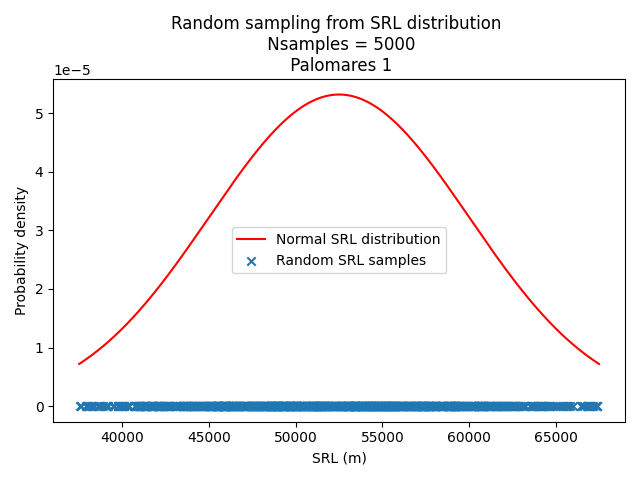 Random sampling from SRL distribution
Nsamples = 5000
Palomares 1
1e−5
5
4
3
2
1
0
Probability density
Normal SRL distribution
Random SRL samples
40000 45000 50000 55000 60000 65000
SRL (m)